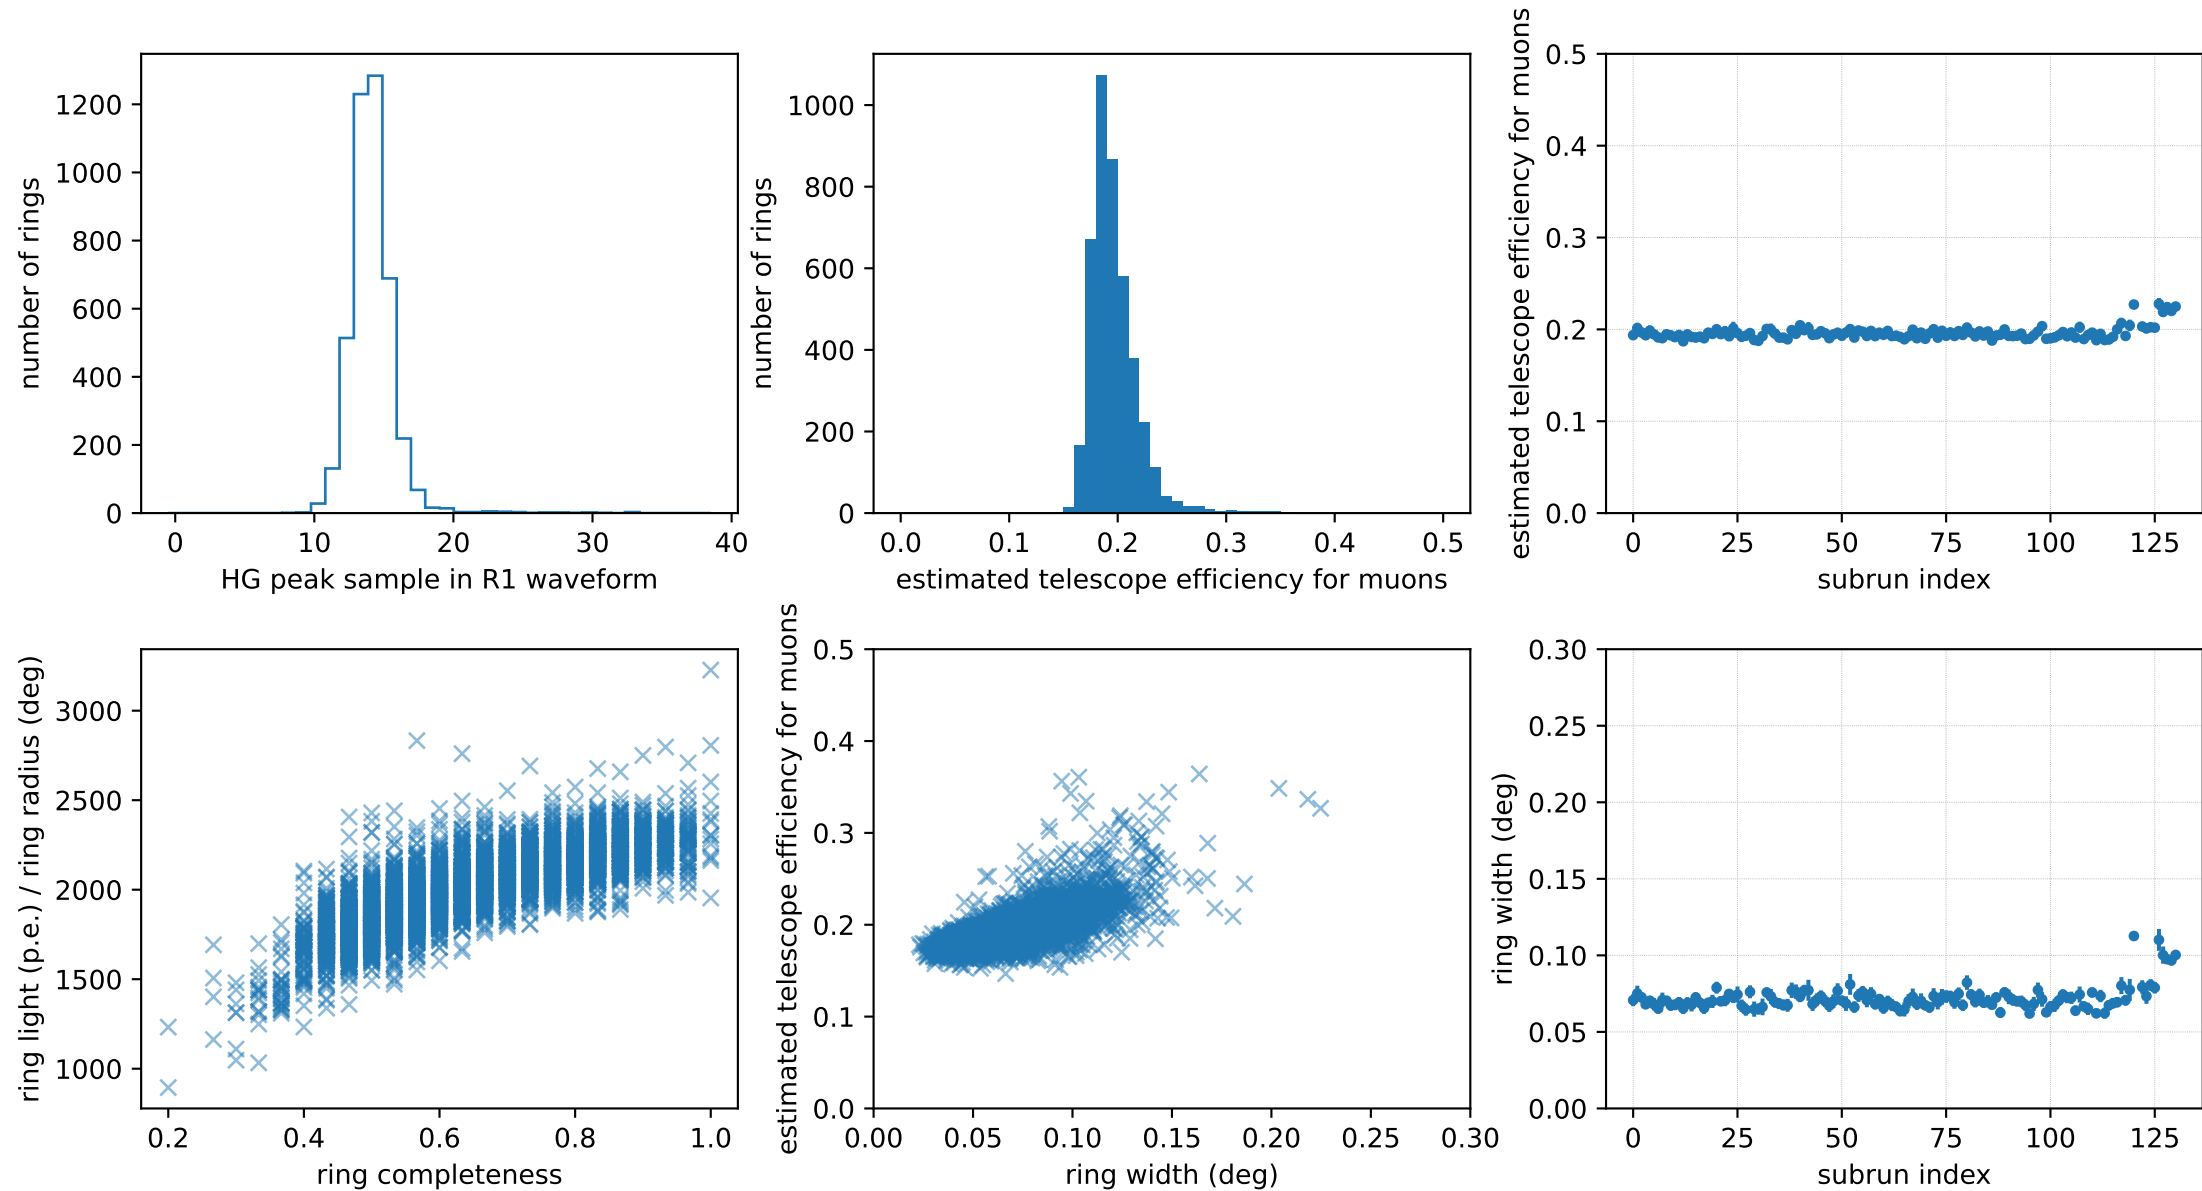 number of rings
1200
1000
800
600
400
200
0
0 10 20 30 40
HG peak sample in R1 waveform
number of rings
1000
800
600
400
200
0
0.0 0.1 0.2 0.3 0.4 0.5
estimated telescope efficiency for muons
estimated telescope efficiency for muons
0.5
0.4
0.3
0.2
0.1
0.0
0 25 50 75 100 125
subrun index
ring light (p.e.) / ring radius (deg)
3000
2500
2000
1500
1000
0.2 0.4 0.6 0.8 1.0
ring completeness
estimated telescope efficiency for muons
0.5
0.4
0.3
0.2
0.1
0.0
0.00 0.05 0.10 0.15 0.20 0.25 0.30
ring width (deg)
ring width (deg)
0.30
0.25
0.20
0.15
0.10
0.05
0.00
0 25 50 75 100 125
subrun index